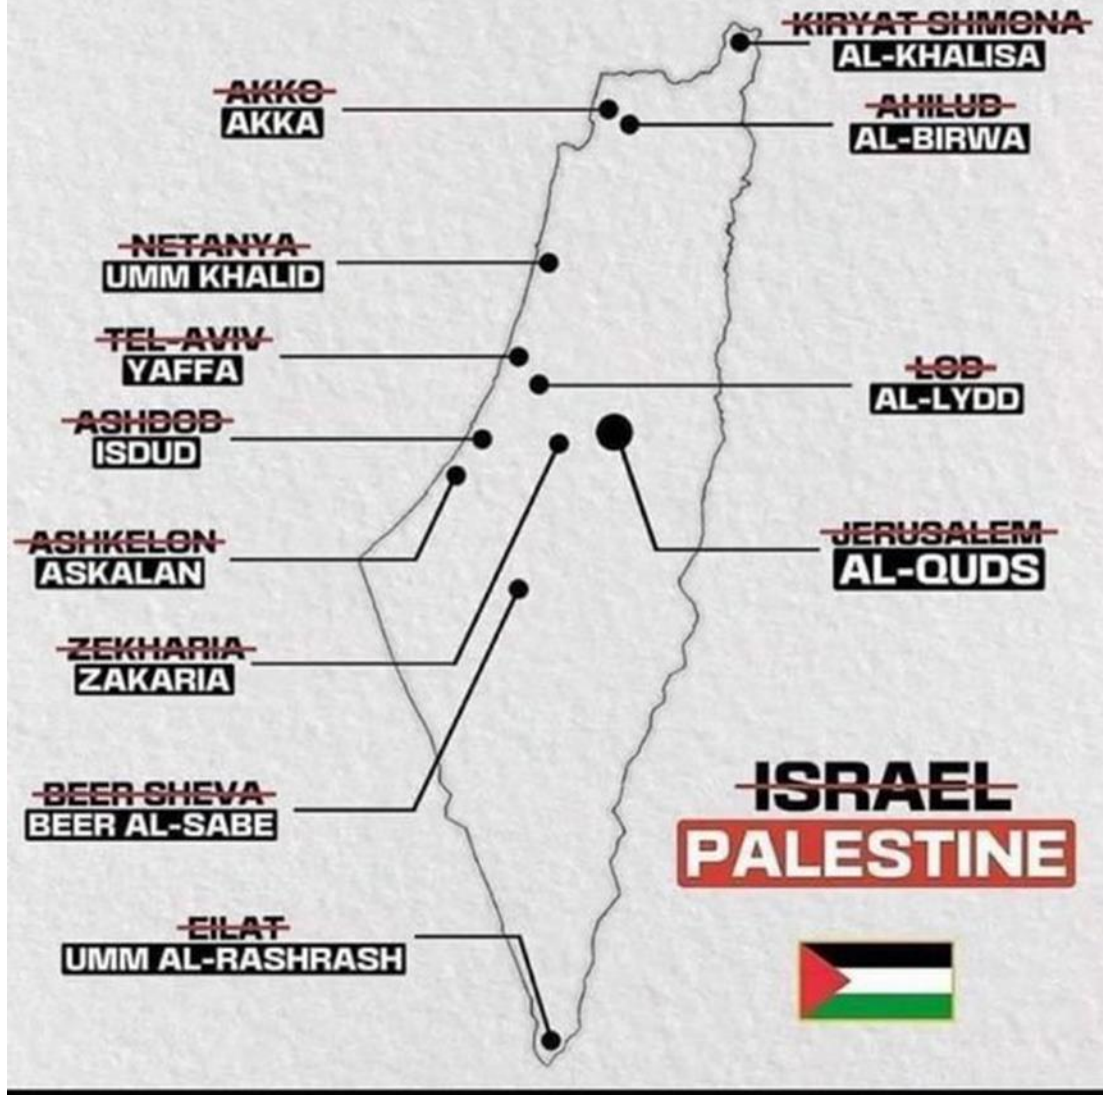 KIRYAT SHMONA
AL-KHALISA
AKKO
AKKA
AHILUD
AL-BIRWA
NETANYA
UMM KHALID
TEL-AVIV
YAFFA
LOD
AL-LYDD
ASHDOD
ISDUD
ASHKELON
ASKALAN
JERUSALEM
AL-QUDS
ZEKHARIA
ZAKARIA
BEER SHEVA
BEER AL-SABE
ISRAEL
PALESTINE
EILAT
UMM AL-RASHRASH